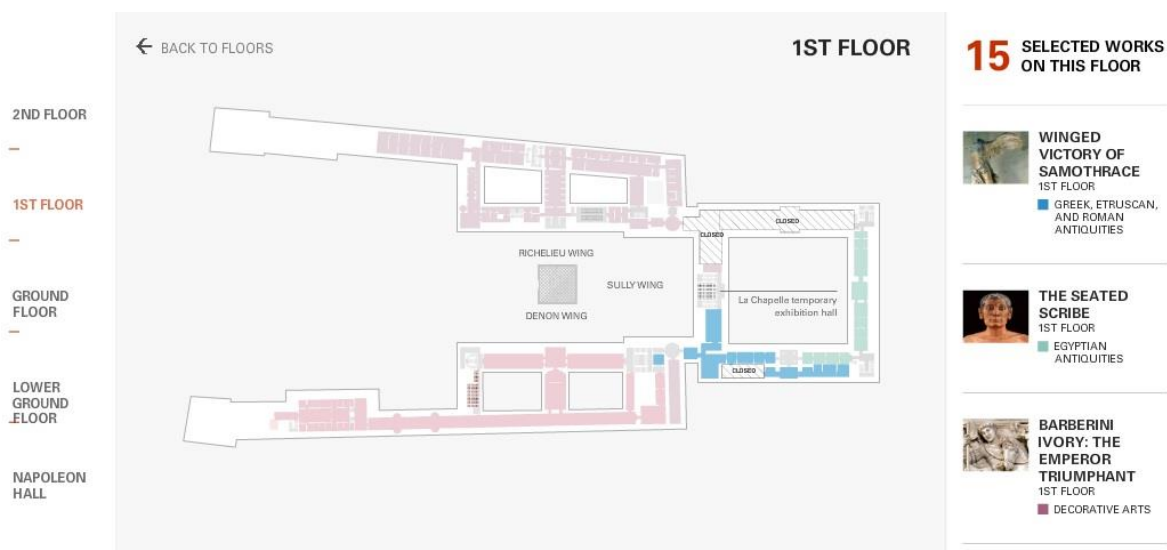 BACK TO FLOORS
1ST FLOOR
2ND FLOOR
1ST FLOOR
GROUND
FLOOR
LOWER
GROUND
FLOOR
NAPOLEON
HALL
CLOSED
CLOSED
RICHELIEU WING
SULLY WING
DENON WING
La Chapelle temporary
exhibition hall
CLOSED
15 SELECTED WORKS
ON THIS FLOOR
WINGED
VICTORY OF
SAMOTHRACE
1ST FLOOR
GREEK, ETRUSCAN,
AND ROMAN
ANTIQUITIES
THE SEATED
SCRIBE
1ST FLOOR
EGYPTIAN
ANTIQUITIES
BARBERINI
IVORY: THE
EMPEROR
TRIUMPHANT
1ST FLOOR
DECORATIVE ARTS